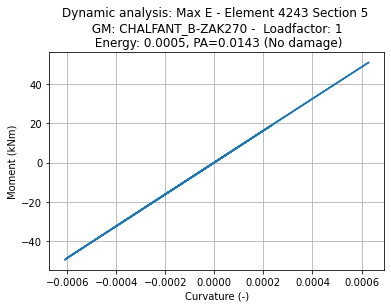 Dynamic analysis: Max E - Element 4243 Section 5
GM: CHALFANT_B-ZAK270 - Loadfactor: 1
Energy: 0.0005, PA=0.0143 (No damage)
Moment (kNm)
40
20
0
−20
−40
−0.0006 −0.0004 −0.0002 0.0000 0.0002 0.0004 0.0006
Curvature (-)